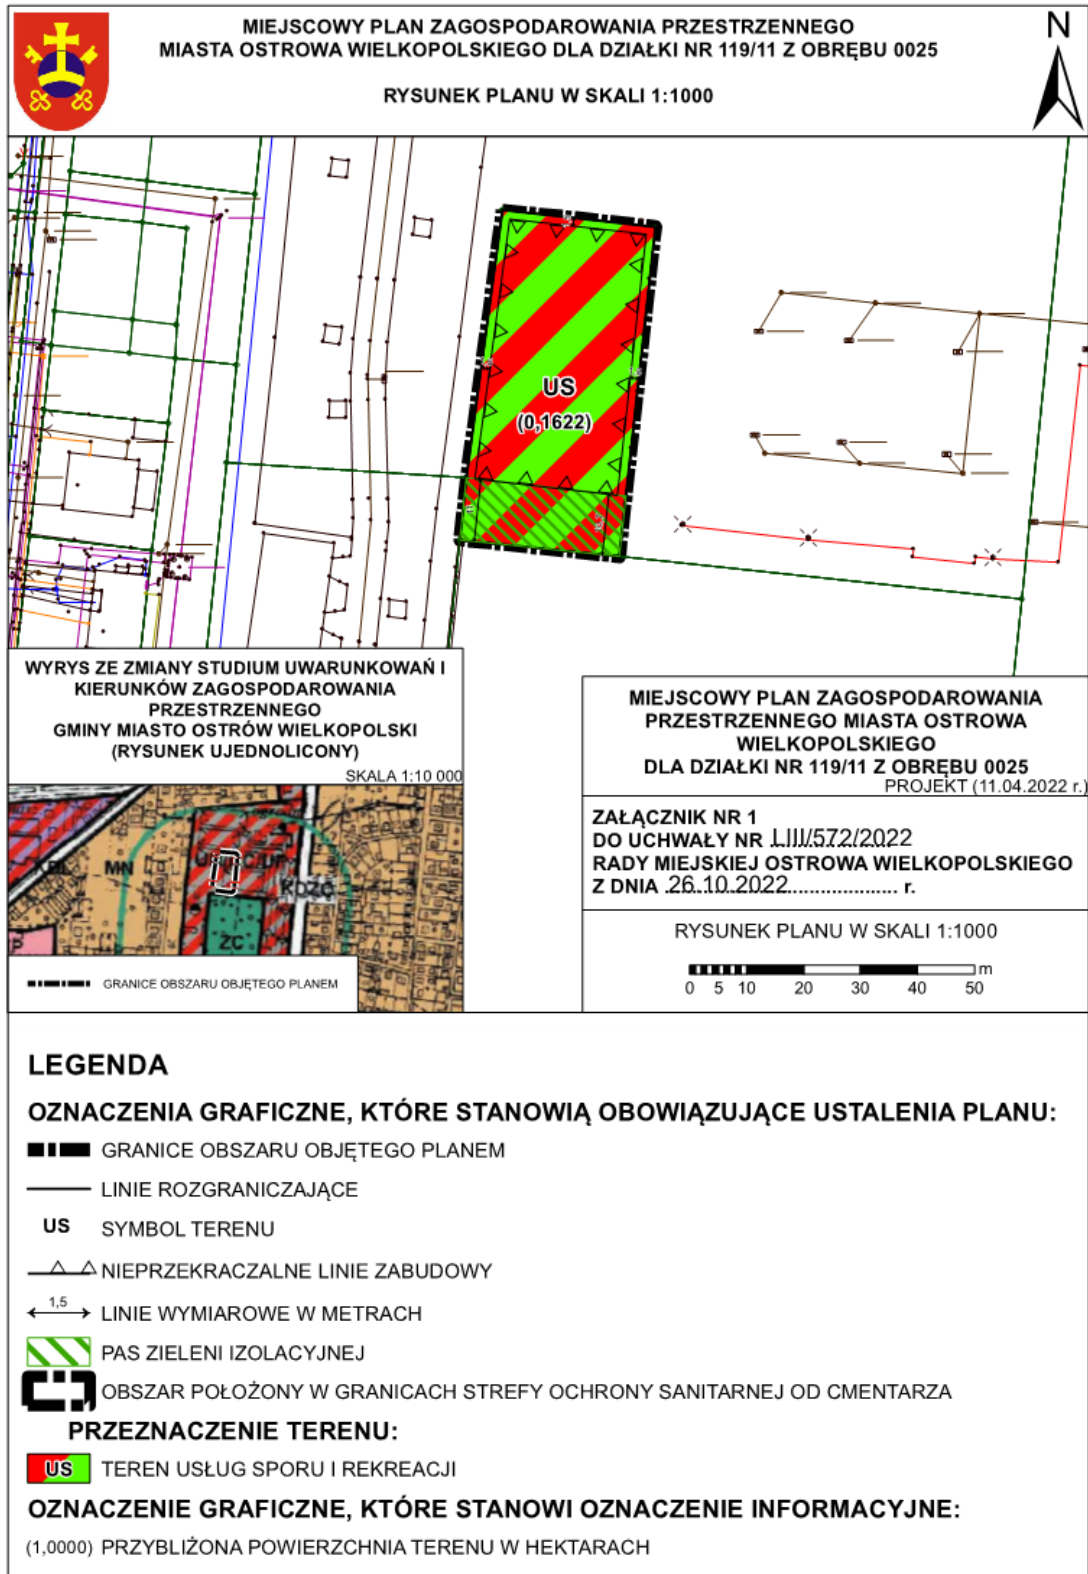 MIEJSCOWY PLAN ZAGOSPODAROWANIA PRZESTRZENNEGO
MIASTA OSTROWA WIELKOPOLSKIEGO DLA DZIAŁKI NR 119/11 Z OBRĘBU 0025
RYSUNEK PLANU W SKALI 1:1000
N
US
(0,1622)
WYRYS ZE ZMIANY STUDIUM UWARUNKOWAŃ I
KIERUNKÓW ZAGOSPODAROWANIA
PRZESTRZENNEGO
GMINY MIASTO OSTRÓW WIELKOPOLSKI
(RYSUNEK UJEDNOLICONY)
SKALA 1:10 000
MN
ZC
GRANICE OBSZARU OBJĘTEGO PLANEM
MIEJSCOWY PLAN ZAGOSPODAROWANIA
PRZESTRZENNEGO MIASTA OSTROWA
WIELKOPOLSKIEGO
DLA DZIAŁKI NR 119/11 Z OBRĘBU 0025
PROJEKT (11.04.2022 r.)
ZAŁĄCZNIK NR 1
DO UCHWAŁY NR LIII/572/2022
RADY MIEJSKIEJ OSTROWA WIELKOPOLSKIEGO
Z DNIA .26.10.2022.................... r.
RYSUNEK PLANU W SKALI 1:1000
m
0 5 10 20 30 40 50
LEGENDA
OZNACZENIA GRAFICZNE, KTÓRE STANOWIĄ OBOWIĄZUJĄCE USTALENIA PLANU:
GRANICE OBSZARU OBJĘTEGO PLANEM
LINIE ROZGRANICZAJĄCE
US SYMBOL TERENU
NIEPRZEKRACZALNE LINIE ZABUDOWY
1,5 LINIE WYMIAROWE W METRACH
PAS ZIELENI IZOLACYJNEJ
OBSZAR POŁOŻONY W GRANICACH STREFY OCHRONY SANITARNEJ OD CMENTARZA
PRZEZNACZENIE TERENU:
US TEREN USŁUG SPORU I REKREACJI
OZNACZENIE GRAFICZNE, KTÓRE STANOWI OZNACZENIE INFORMACYJNE:
(1,0000) PRZYBLIŻONA POWIERZCHNIA TERENU W HEKTARACH